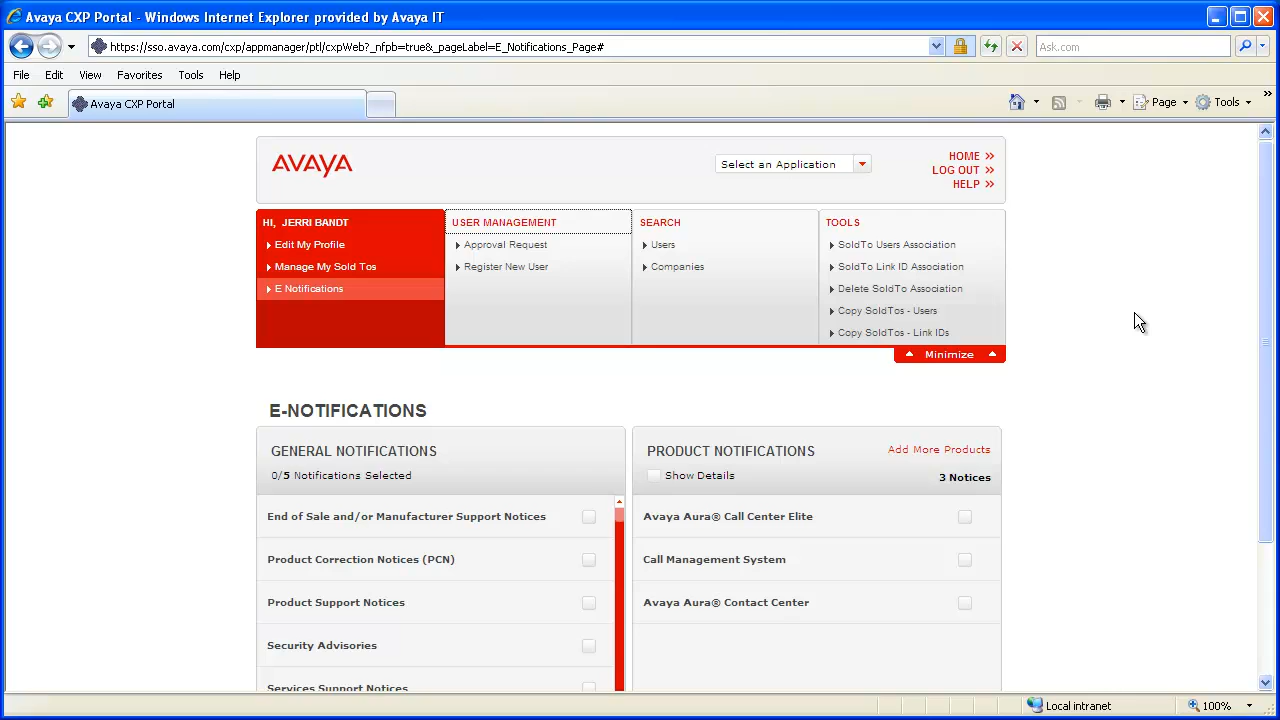 Avaya CXP Portal - Windows Internet Explorer provided by Avaya IT
https://sso.avaya.com/cxp/appmanager/ptl/cxpWeb?_nfpb=true&_pageLabel=E_Notifications_Page#
Ask.com
File Edit View Favorites Tools Help
Avaya CXP Portal
Page Tools
AVAYA
Select an Application
HOME
LOG OUT
HELP
HI, JERRI BANDT
Edit My Profile
Manage My Sold Tos
E Notifications
USER MANAGEMENT
Approval Request
Register New User
SEARCH
Users
Companies
TOOLS
SoldTo Users Association
SoldTo Link ID Association
Delete SoldTo Association
Copy SoldTos - Users
Copy SoldTos - Link IDs
Minimize
E-NOTIFICATIONS
GENERAL NOTIFICATIONS
0/5 Notifications Selected
End of Sale and/or Manufacturer Support Notices
Product Correction Notices (PCN)
Product Support Notices
Security Advisories
Services Support Notices
PRODUCT NOTIFICATIONS
Add More Products
Show Details
3 Notices
Avaya Aura® Call Center Elite
Call Management System
Avaya Aura® Contact Center
Local intranet
100%